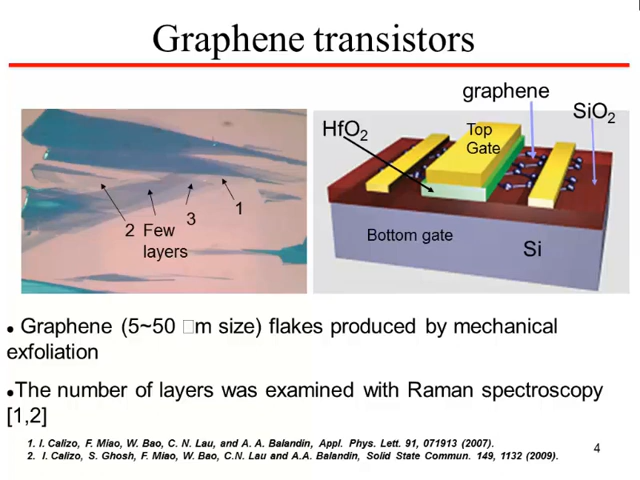 Graphene transistors
graphene
SiO2
HfO2
Top
Gate
2 Few
layers
3
1
Bottom gate
Si
● Graphene (5~50 □m size) flakes produced by mechanical
exfoliation
●The number of layers was examined with Raman spectroscopy
[1,2]
1. I. Calizo, F. Miao, W. Bao, C. N. Lau, and A. A. Balandin, Appl. Phys. Lett. 91, 071913 (2007).
2. I. Calizo, S. Ghosh, F. Miao, W. Bao, C.N. Lau and A.A. Balandin, Solid State Commun. 149, 1132 (2009).
4